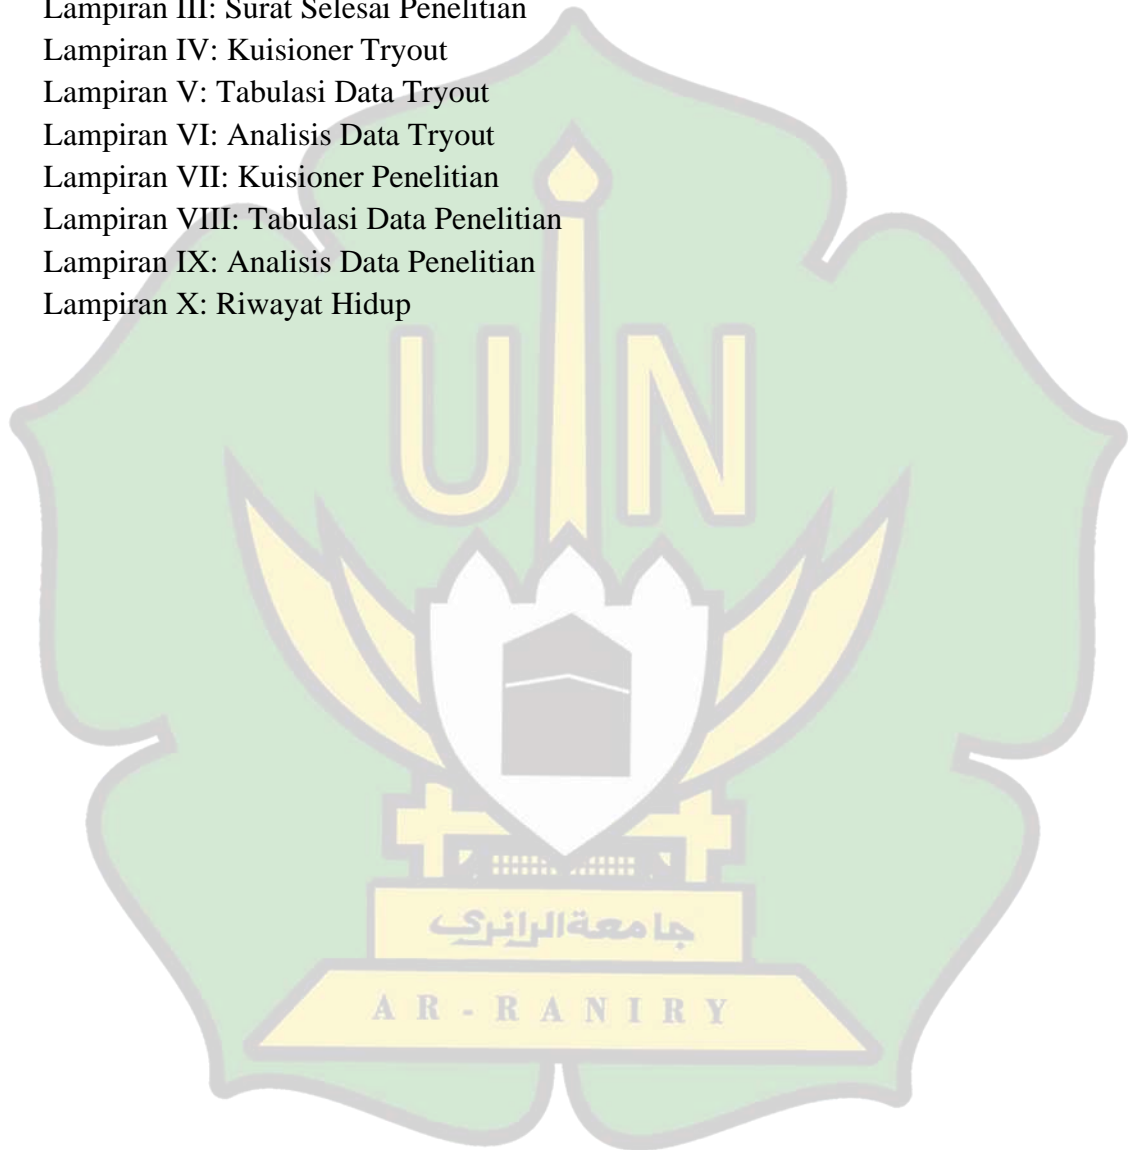 Lampiran III: Surat Selesai Penelitian
Lampiran IV: Kuisioner Tryout
Lampiran V: Tabulasi Data Tryout
Lampiran VI: Analisis Data Tryout
Lampiran VII: Kuisioner Penelitian
Lampiran VIII: Tabulasi Data Penelitian
Lampiran IX: Analisis Data Penelitian
Lampiran X: Riwayat Hidup
UIN
جامعة الرانري
AR-RANIRY